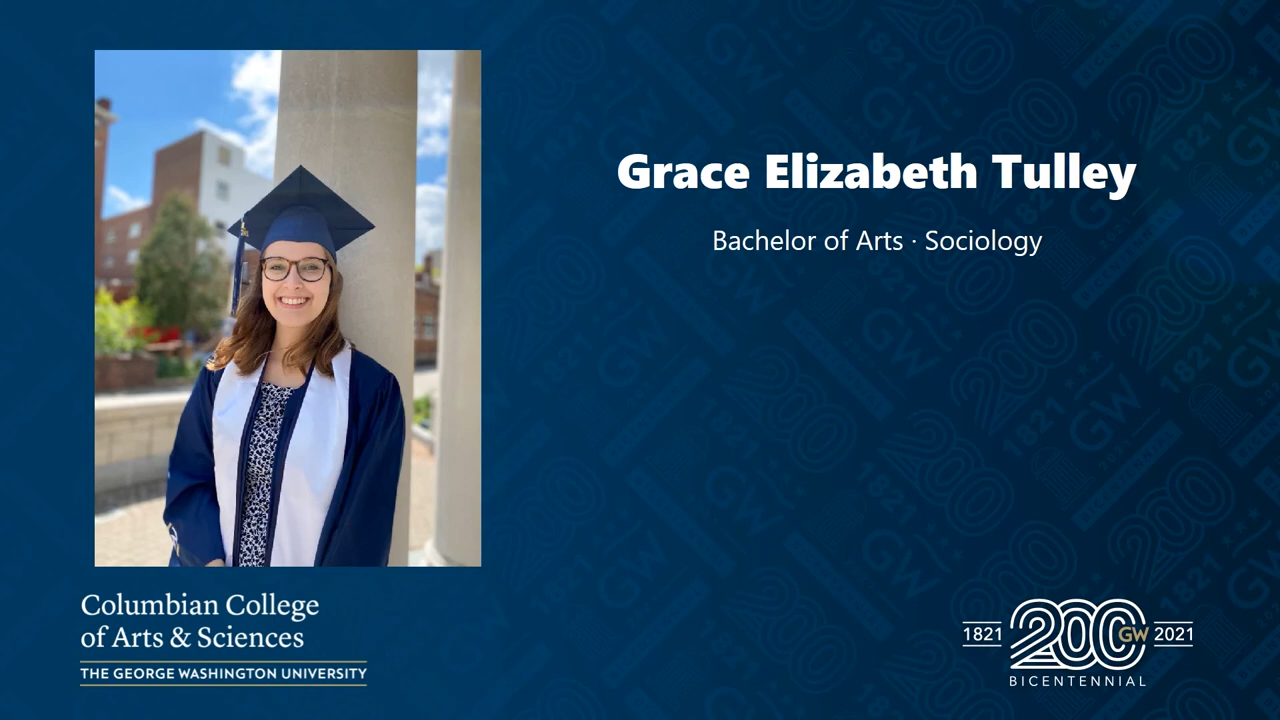 Grace Elizabeth Tulley
Bachelor of Arts · Sociology
Columbian College
of Arts & Sciences
THE GEORGE WASHINGTON UNIVERSITY
1821 200 GW 2021
BICENTENNIAL